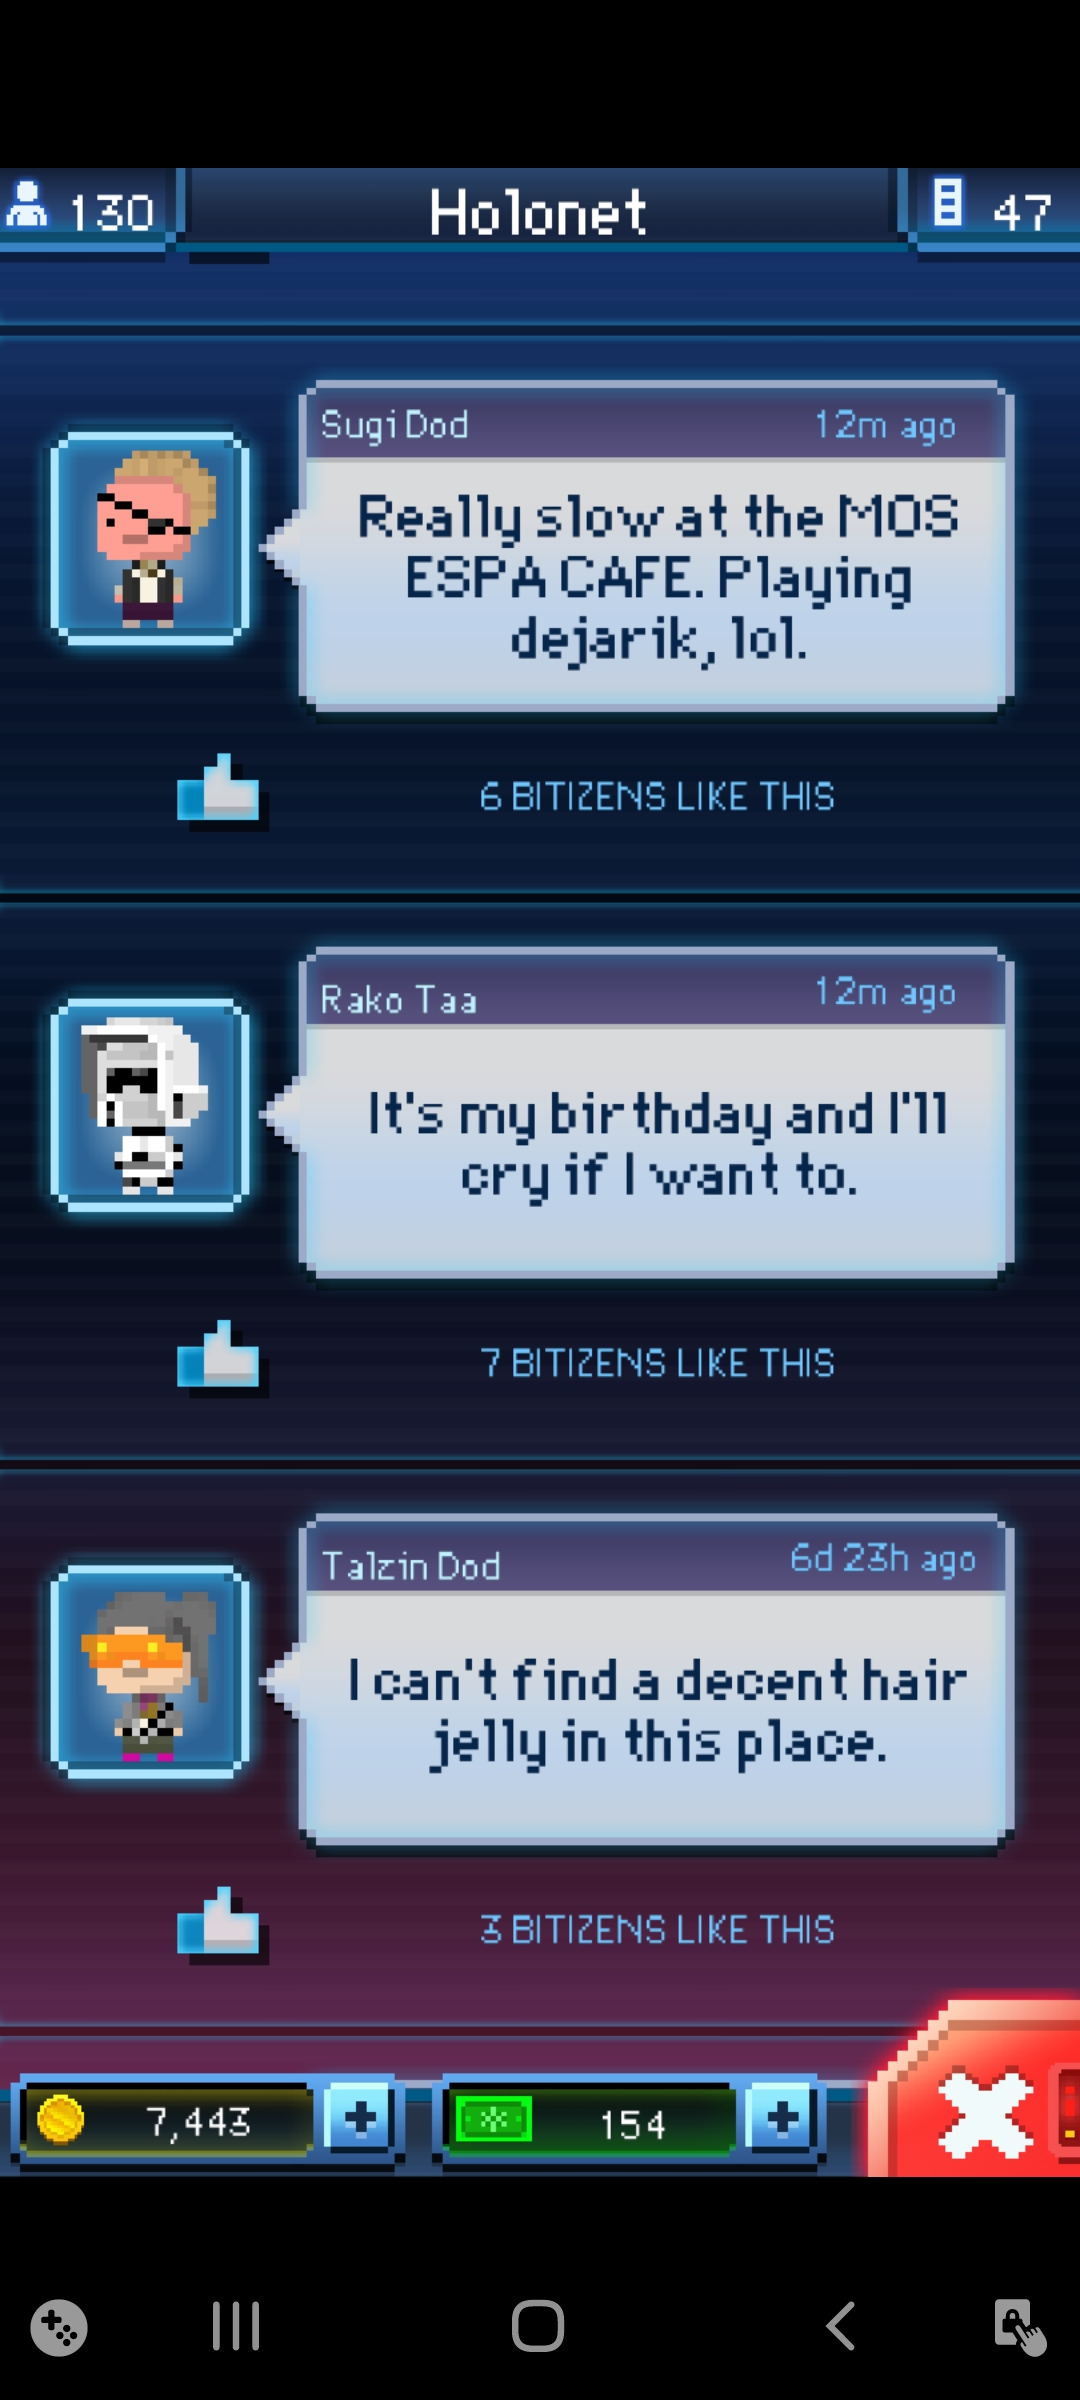 130
Holonet
47
Sugi Dod
12m ago
Really slow at the MOS
ESPA CAFE. Playing
dejarik, lol.
6 BITIZENS LIKE THIS
Rako Taa
12m ago
It's my birthday and I'll
cry if I want to.
7 BITIZENS LIKE THIS
Talzin Dod
6d 23h ago
I can't find a decent hair
jelly in this place.
3 BITIZENS LIKE THIS
7,443
154